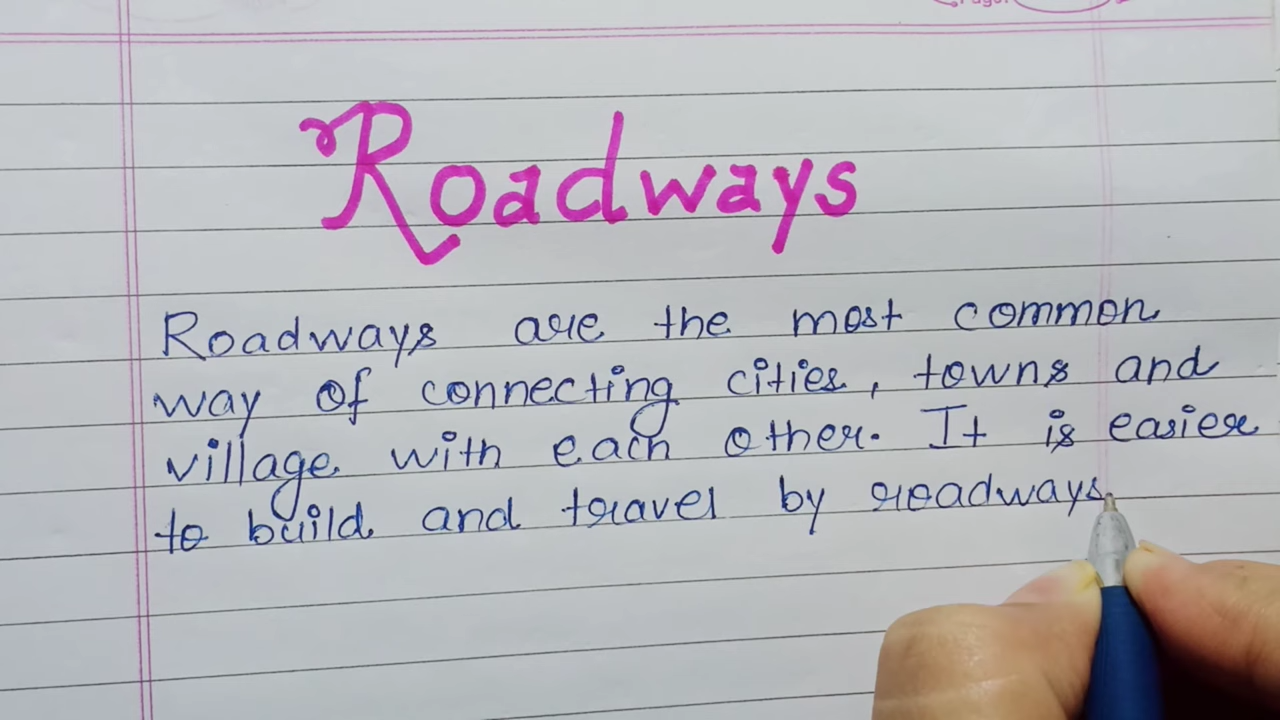 Roadways
Roadways are the most common
way of connecting cities, towns and
village with each other. It is easier
to build and travel by roadways